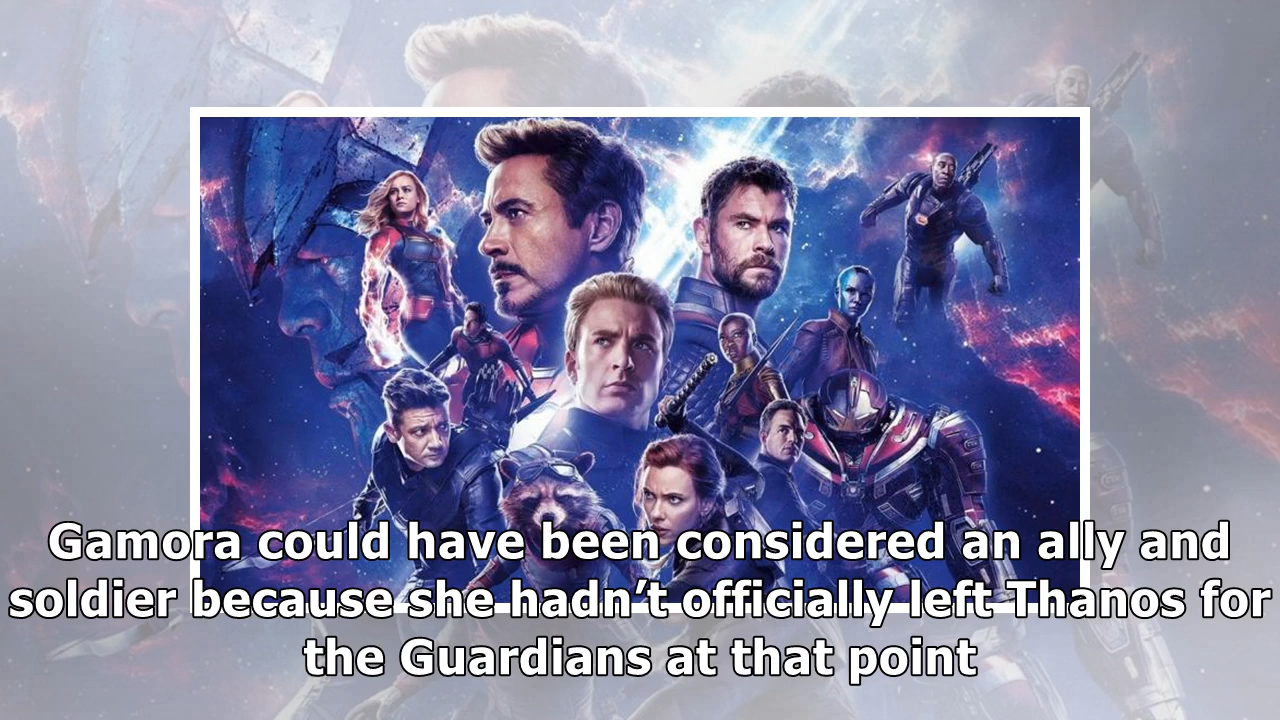 Gamora could have been considered an ally and
soldier because she hadn’t officially left Thanos for
the Guardians at that point